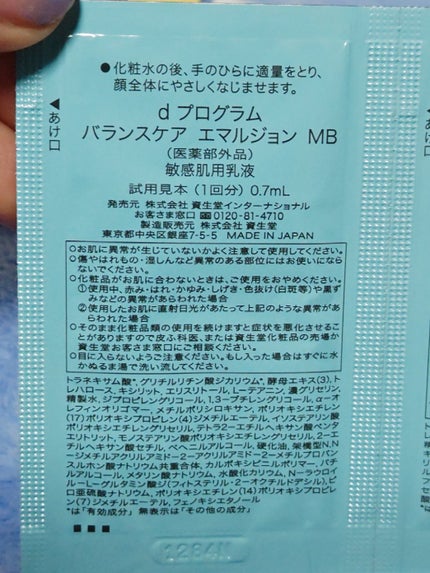 ●化粧水の後、手のひらに適量をとり、
顔全体にやさしくなじませます。
◀あけ口
d プログラム
バランスケア エマルジョン MB
(医薬部外品)
敏感肌用乳液
試用見本(1回分) 0.7mL
発売元 株式会社 資生堂インターナショナル
お客さま窓口 ☎0120-81-4710
製造販売元 株式会社 資生堂
東京都中央区銀座7-5-5 MADE IN JAPAN
○お肌に異常が生じていないかよく注意して使用してください。
○傷やはれもの・湿しんなど異常のある部位にはお使いになら
ないでください。
○化粧品がお肌に合わないときは、ご使用をおやめください。
①使用中、赤み・はれ・かゆみ・しげき・色抜け(白斑等)や黒ず
みなどの異常があらわれた場合
②使用したお肌に直射日光があたって上記のような異常があ
らわれた場合
○そのまま化粧品類の使用を続けますと症状を悪化させるこ
とがありますので皮ふ科医、または資生堂化粧品の売場か
資生堂お客さま窓口にご相談ください。
○目に入らないようご注意ください。もし入った場合はすぐに水
かぬるま湯で洗い流してください。
トラネキサム酸*、グリチルリチン酸ジカリウム*、酵母エキス(3)、ト
レハロース、キシリット、エリスリトール、L-テアニン、濃グリセリン、
精製水、ジプロピレングリコール、1,3-ブチレングリコール、α-オ
レフィンオリゴマー、メチルポリシロキサン、ポリオキシエチレン
(17)ポリオキシプロピレン(4)ジメチルエーテル、イソステアリン酸
ポリオキシエチレングリセリル、テトラ2-エチルヘキサン酸ペンタ
エリトリット、モノステアリン酸ポリオキシエチレングリセリル、2-エ
チルヘキサン酸セチル、ベヘニルアルコール、硬化油、架橋型N,N
-ジメチルアクリルアミド-2-アクリルアミド-2-メチルプロパン
スルホン酸ナトリウム共重合体、カルボキシビニルポリマー、バチ
ルアルコール、メタリン酸ナトリウム、水酸化カリウム、N-ラウロイ
ル-L-グルタミン酸ジ(フィトステリル・2-オクチルドデシル)、ピ
ロ亜硫酸ナトリウム、ポリオキシエチレン(14)ポリオキシプロピレ
ン(7)ジメチルエーテル、フェノキシエタノール
*は「有効成分」 無表示は「その他の成分」